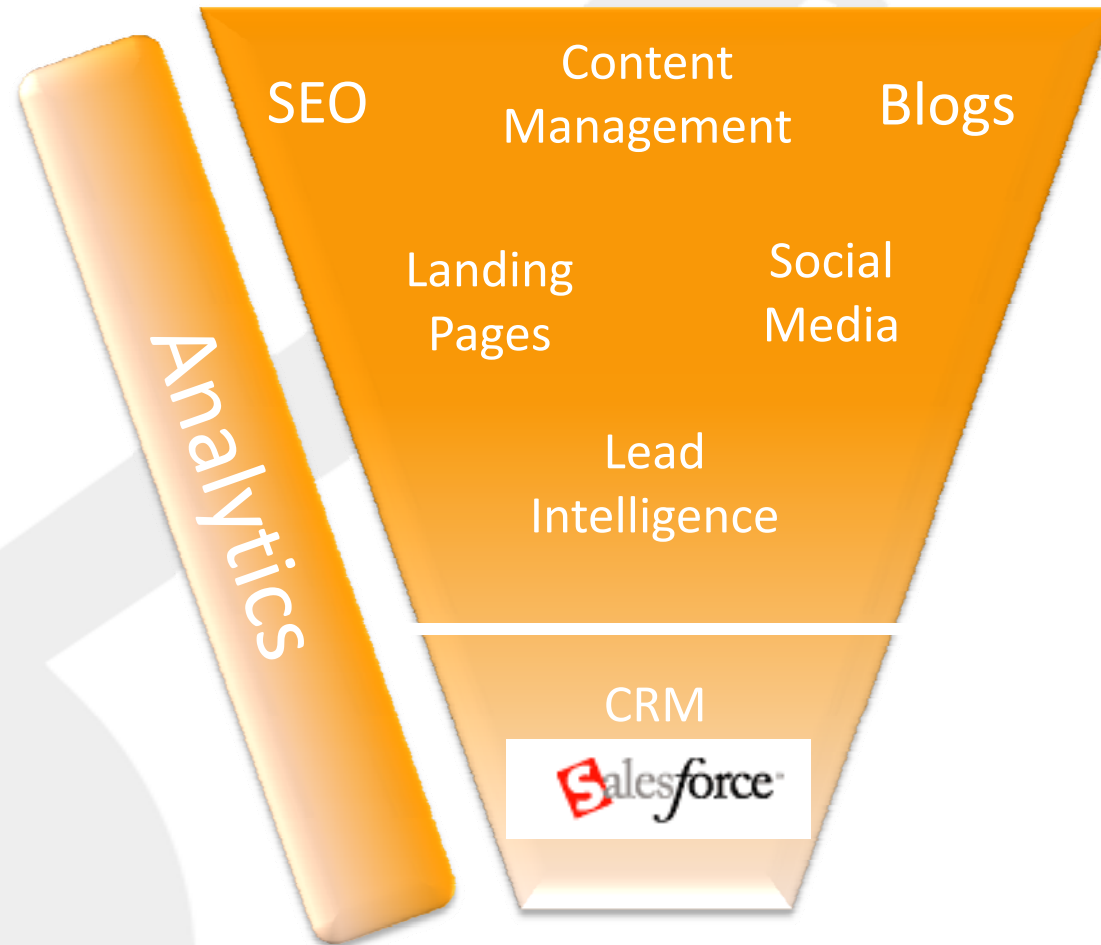 SEO
Content
Management
Blogs
Landing
Pages
Social
Media
Lead
Intelligence
Analytics
CRM
Salesforce